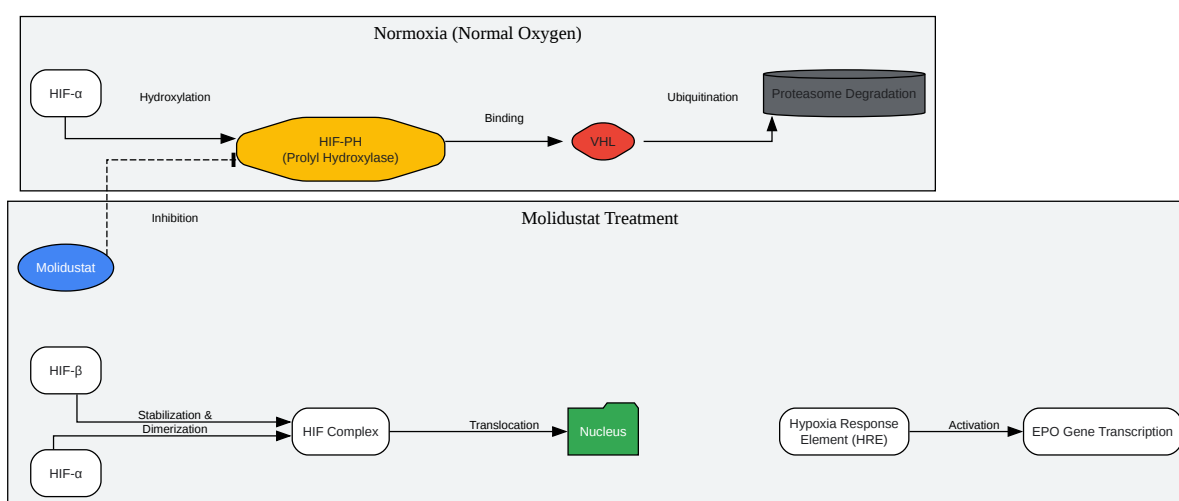 Normoxia (Normal Oxygen)
HIF-α
Hydroxylation
HIF-PH
(Prolyl Hydroxylase)
Binding
VHL
Ubiquitination
Proteasome Degradation
Inhibition
Molidustat Treatment
Molidustat
HIF-β
Stabilization &
Dimerization
HIF-α
HIF Complex
Translocation
Nucleus
Hypoxia Response
Element (HRE)
Activation
EPO Gene Transcription